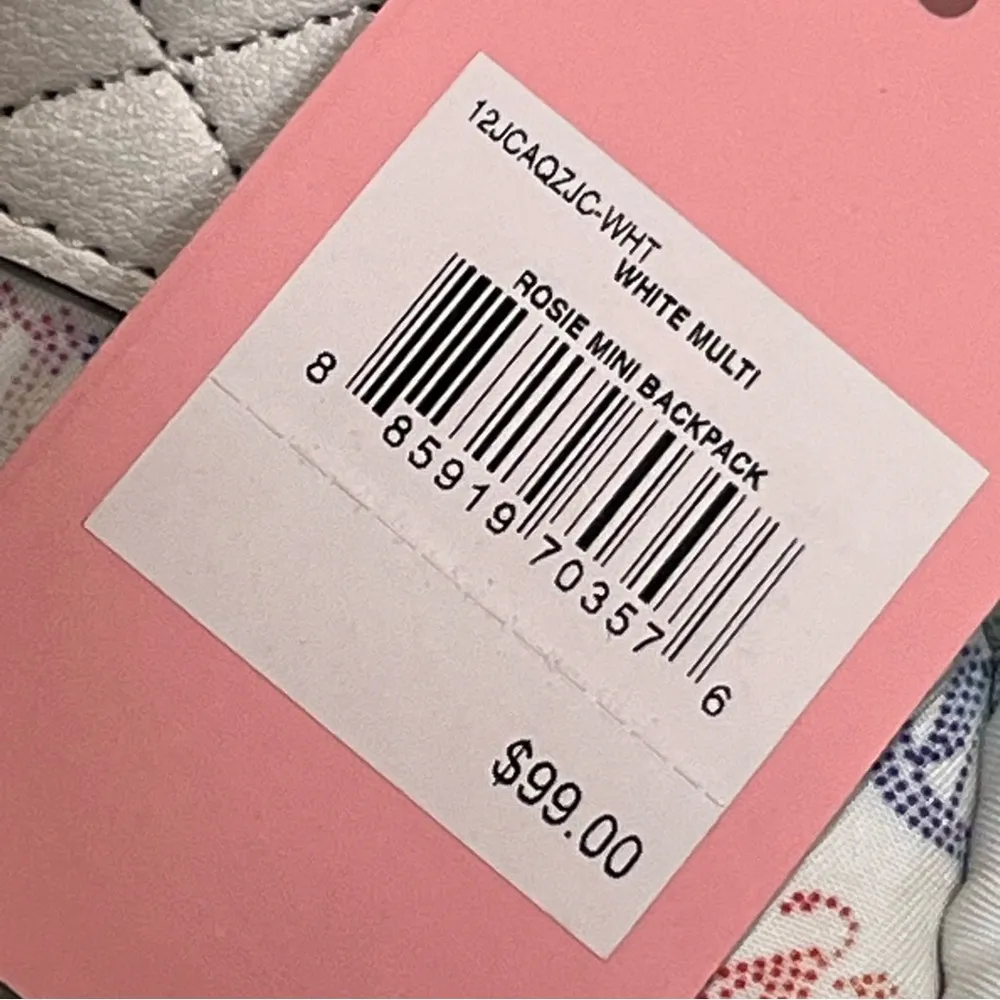 12JCAQZJC-WHT
WHITE MULTI
ROSIE MINI BACKPACK
8 85919 70357 6
$99.00